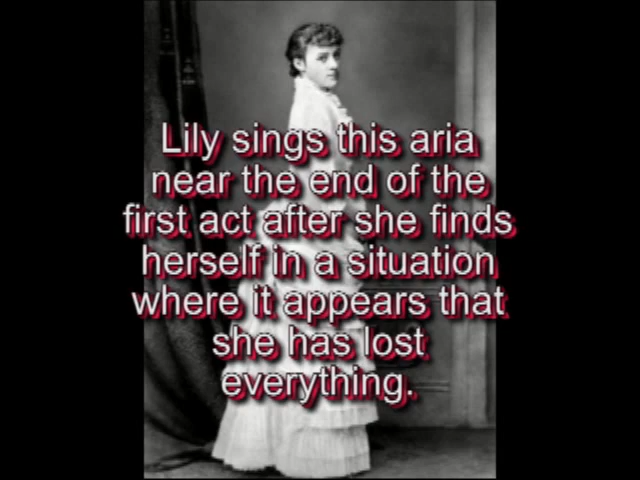 Lily sings this aria
near the end of the
first act after she finds
herself in a situation
where it appears that
she has lost
everything.